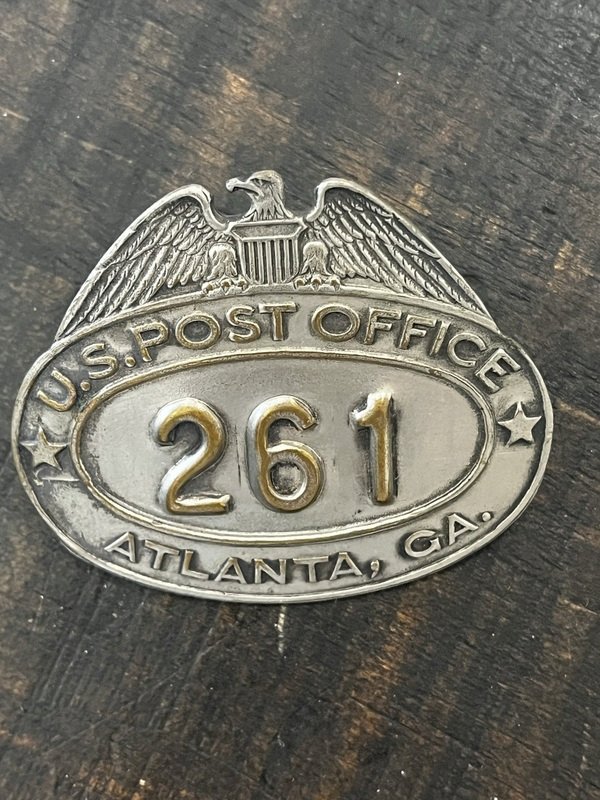 U.S. POST OFFICE
261
ATLANTA, GA.